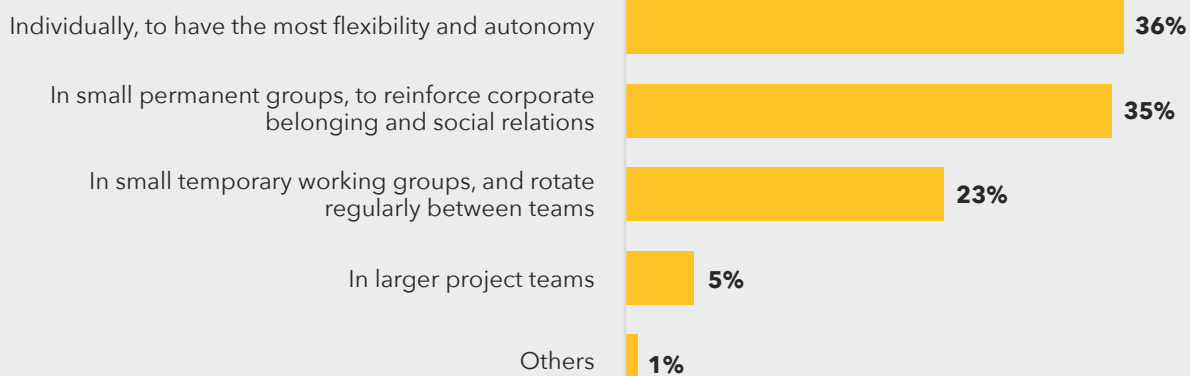 Individually, to have the most flexibility and autonomy
36%
In small permanent groups, to reinforce corporate
belonging and social relations
35%
In small temporary working groups, and rotate
regularly between teams
23%
In larger project teams
5%
Others
1%